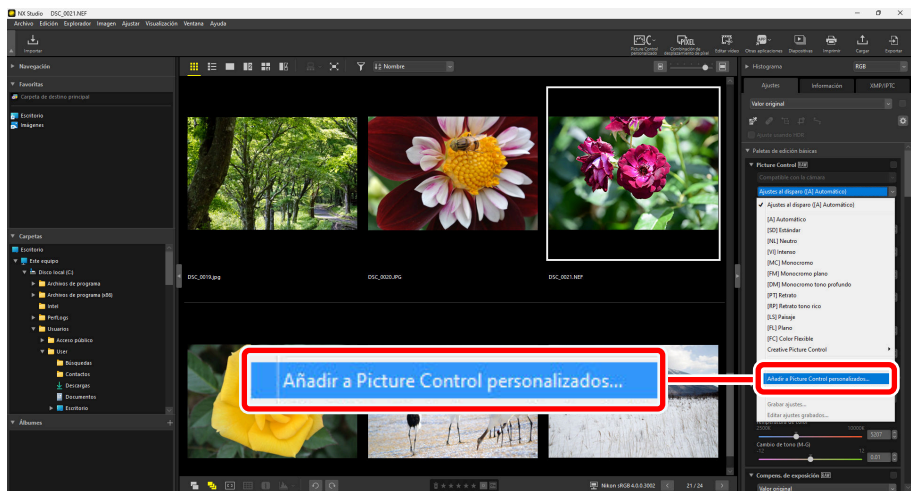 NX Studio DSC_0021.NEF
Archivo Edición Explorador Imagen Ajustar Visualización Ventana Ayuda
Importar
Picture Control personalizado
Combinación de desplazamiento de píxel
Editar vídeo
Otras aplicaciones
Diapositivas
Imprimir
Cargar
Exportar
Navegación
Nombre
Histograma
RGB
Favoritas
Carpeta de destino principal
Escritorio
Imágenes
Carpetas
Escritorio
Este equipo
Disco local (C:)
Archivos de programa
Archivos de programa (x86)
Intel
PerfLogs
Usuarios
Acceso público
User
Búsquedas
Contactos
Descargas
Documentos
Escritorio
Álbumes
DSC_0019.jpg
DSC_0020.JPG
DSC_0021.NEF
Añadir a Picture Control personalizados...
Nikon sRGB 4.0.0.3002
21 / 24
Ajustes Información XMP/IPTC
Valor original
Paletas de edición básicas
Picture Control
Compatible con la cámara
Ajustes al disparo ([A] Automático)
✓ Ajustes al disparo ([A] Automático)
[A] Automático
[SD] Estándar
[NL] Neutro
[VI] Intenso
[MC] Monocromo
[FM] Monocromo plano
[DM] Monocromo tono profundo
[PT] Retrato
[RP] Retrato tono rico
[LS] Paisaje
[FL] Plano
[FC] Color Flexible
Creative Picture Control
Añadir a Picture Control personalizados...
Grabar ajustes...
Editar ajustes grabados...
5207
Cambio de tono (M-G)
-12 12
0.01
Compens. de exposición
Valor original